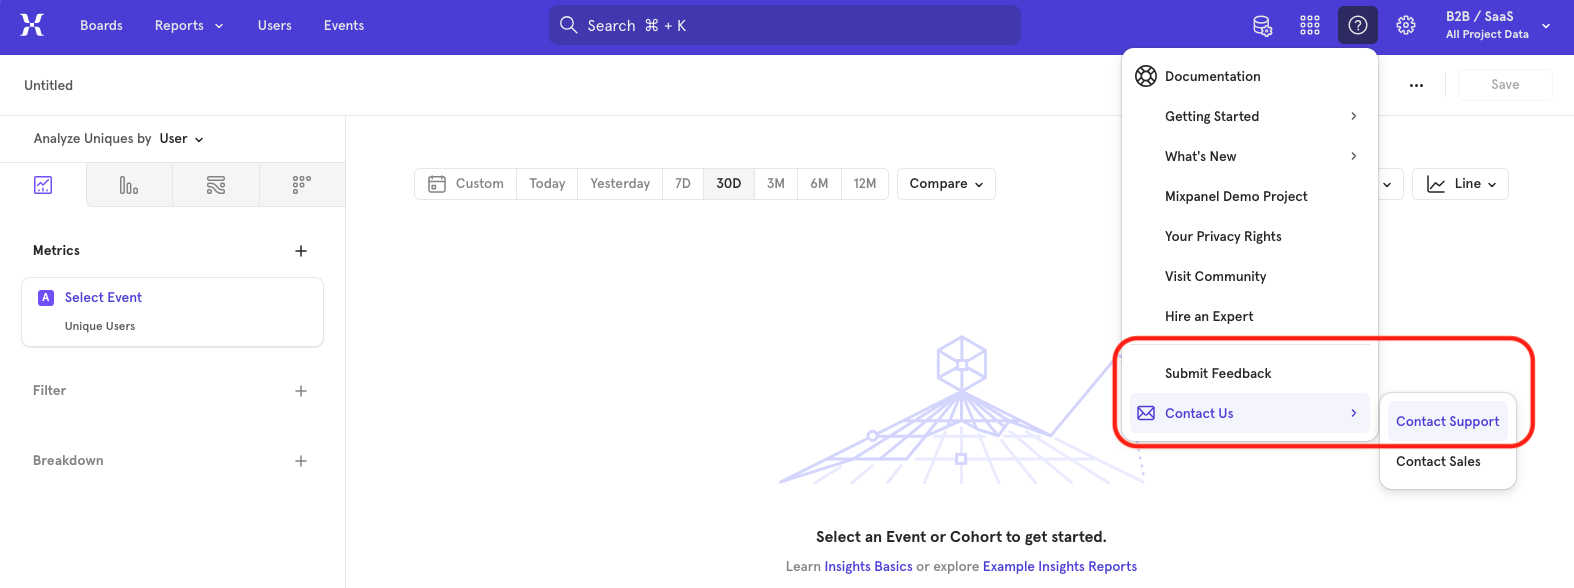 Boards
Reports
Users
Events
Search ⌘ + K
B2B / SaaS
All Project Data
Untitled
Save
Analyze Uniques by User
Metrics
A Select Event
Unique Users
Filter
Breakdown
Custom
Today
Yesterday
7D
30D
3M
6M
12M
Compare
Line
Documentation
Getting Started
What's New
Mixpanel Demo Project
Your Privacy Rights
Visit Community
Hire an Expert
Submit Feedback
Contact Us
Contact Support
Contact Sales
Select an Event or Cohort to get started.
Learn Insights Basics or explore Example Insights Reports